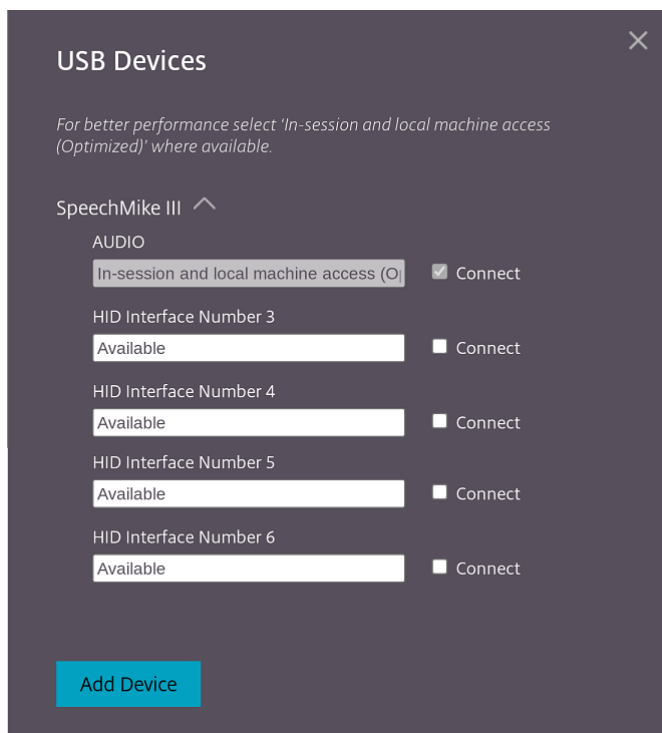 USB Devices
For better performance select 'In-session and local machine access
(Optimized)' where available.
SpeechMike III
AUDIO
In-session and local machine access (O
Connect
HID Interface Number 3
Available
Connect
HID Interface Number 4
Available
Connect
HID Interface Number 5
Available
Connect
HID Interface Number 6
Available
Connect
Add Device